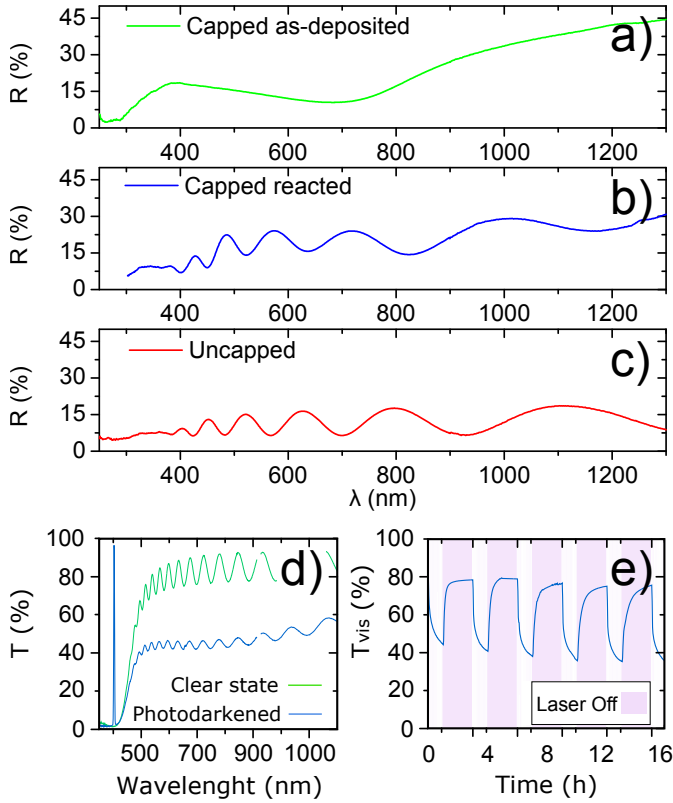 45
30
15
0
R (%)
Capped as-deposited
a)
400 600 800 1000 1200
45
30
15
0
R (%)
Capped reacted
b)
400 600 800 1000 1200
45
30
15
0
R (%)
Uncapped
c)
400 600 800 1000 1200
λ (nm)
100
80
60
40
20
0
T (%)
d)
Clear state
Photodarkened
500 700 900 1100
Wavelenght (nm)
100
80
60
40
20
0
Tvis (%)
e)
Laser Off
0 4 8 12 16
Time (h)